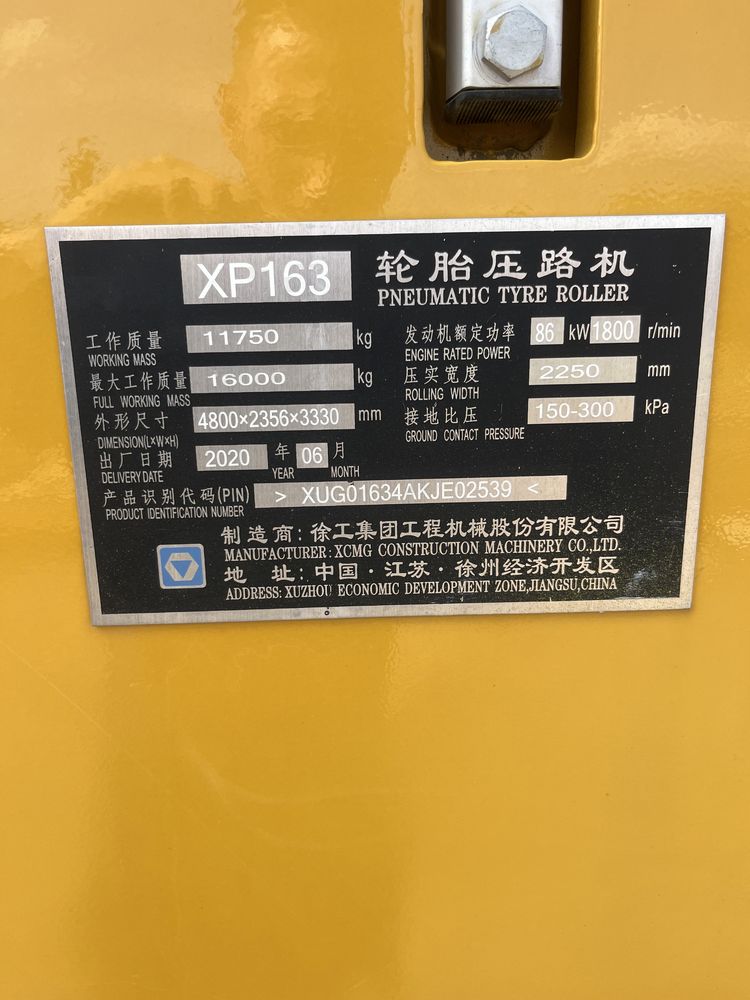 XP163 轮胎压路机
PNEUMATIC TYRE ROLLER
工作质量 11750 kg 发动机额定功率 86 kW 1800 r/min
WORKING MASS ENGINE RATED POWER
最大工作质量 16000 kg 压实宽度 2250 mm
FULL WORKING MASS ROLLING WIDTH
外形尺寸 4800×2356×3330 mm 接地比压 150-300 kPa
DIMENSION(L×W×H) GROUND CONTACT PRESSURE
出厂日期 2020 年 06 月
DELIVERY DATE YEAR MONTH
产品识别代码(PIN) > XUG01634AKJE02539 <
PRODUCT IDENTIFICATION NUMBER
制造商:徐工集团工程机械股份有限公司
MANUFACTURER:XCMG CONSTRUCTION MACHINERY CO.,LTD.
地 址:中国·江苏·徐州经济开发区
ADDRESS: XUZHOU ECONOMIC DEVELOPMENT ZONE,JIANGSU,CHINA